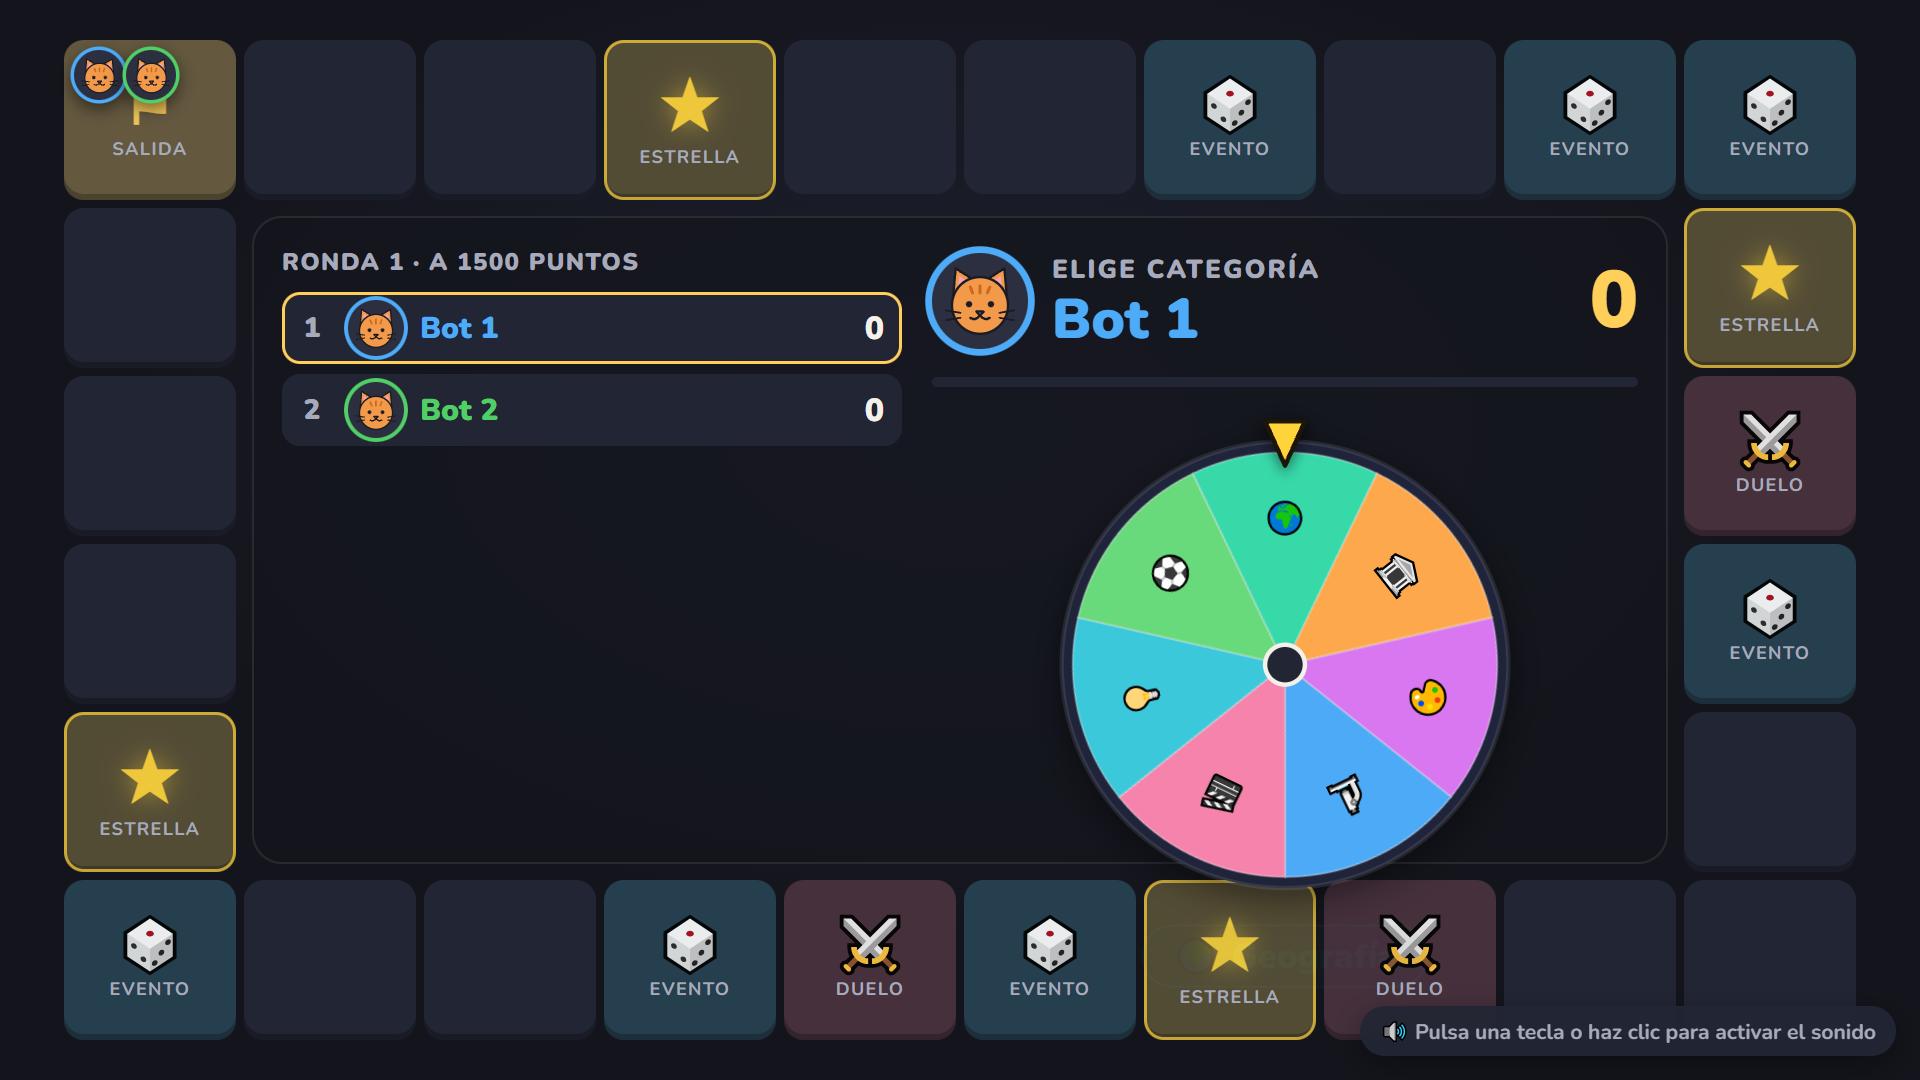 SALIDA
ESTRELLA
EVENTO
EVENTO
EVENTO
RONDA 1 · A 1500 PUNTOS
1 Bot 1 0
2 Bot 2 0
ELIGE CATEGORÍA
Bot 1
0
ESTRELLA
DUELO
EVENTO
ESTRELLA
EVENTO
EVENTO
DUELO
EVENTO
ESTRELLA
DUELO
Pulsa una tecla o haz clic para activar el sonido